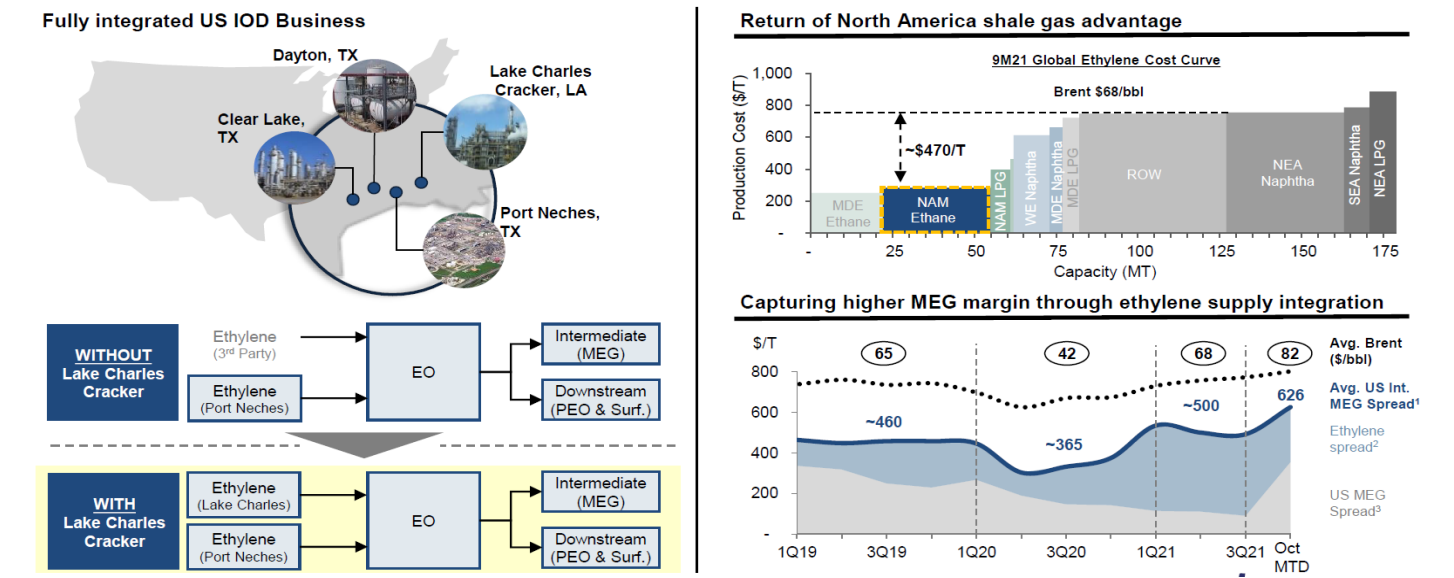 Fully integrated US IOD Business
Dayton, TX
Lake Charles
Cracker, LA
Clear Lake,
TX
Port Neches,
TX
WITHOUT
Lake Charles
Cracker
Ethylene
(3rd Party)
Ethylene
(Port Neches)
EO
Intermediate
(MEG)
Downstream
(PEO & Surf.)
WITH
Lake Charles
Cracker
Ethylene
(Lake Charles)
Ethylene
(Port Neches)
EO
Intermediate
(MEG)
Downstream
(PEO & Surf.)
Return of North America shale gas advantage
9M21 Global Ethylene Cost Curve
Brent $68/bbl
Production Cost ($/T)
1,000
800
600
400
200
-
~$470/T
MDE
Ethane
NAM
Ethane
NAM LPG
WE Naphtha
MDE Naphtha
MDE LPG
ROW
NEA
Naphtha
SEA Naphtha
NEA LPG
- 25 50 75 100 125 150 175
Capacity (MT)
Capturing higher MEG margin through ethylene supply integration
$/T
800
600
400
200
-
65 42 68 82
~460
~365
~500
626
Avg. Brent
($/bbl)
Avg. US Int.
MEG Spread¹
Ethylene
spread²
US MEG
Spread³
1Q19 3Q19 1Q20 3Q20 1Q21 3Q21 Oct
MTD